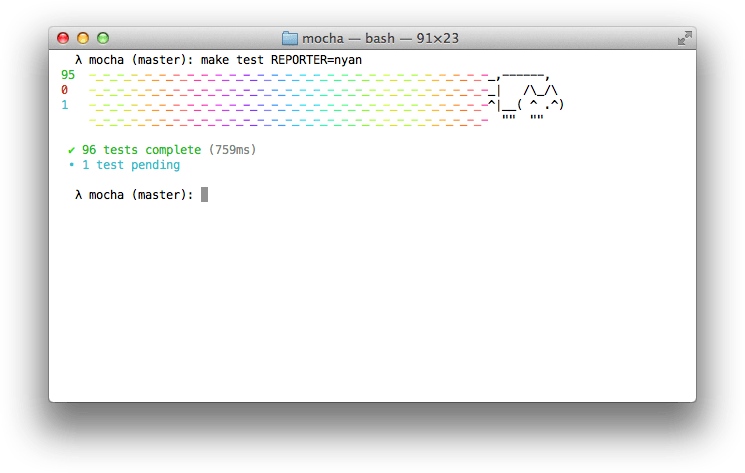 mocha — bash — 91×23
λ mocha (master): make test REPORTER=nyan
95 -_-_-_-_-_-_-_-_-_-_-_-_-_-_-_-_-_-_-_-_-_-_-_-_-_-_-_-_-_,------,
0 -_-_-_-_-_-_-_-_-_-_-_-_-_-_-_-_-_-_-_-_-_-_-_-_-_-_-_-_-_|   /\_/\
1 -_-_-_-_-_-_-_-_-_-_-_-_-_-_-_-_-_-_-_-_-_-_-_-_-_-_-_-_-^|__( ^ .^)
-_-_-_-_-_-_-_-_-_-_-_-_-_-_-_-_-_-_-_-_-_-_-_-_-_-_-_-_-  ""  ""
✔ 96 tests complete (759ms)
• 1 test pending
λ mocha (master):